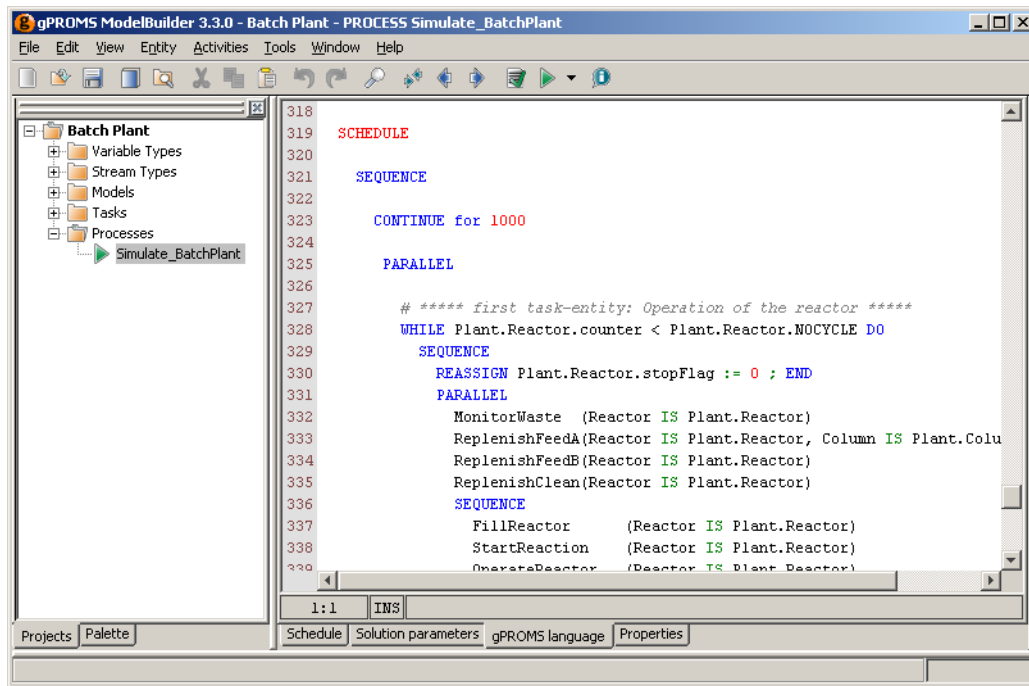 gPROMS ModelBuilder 3.3.0 - Batch Plant - PROCESS Simulate_BatchPlant
File Edit View Entity Activities Tools Window Help
Batch Plant
Variable Types
Stream Types
Models
Tasks
Processes
Simulate_BatchPlant
Projects Palette
318
319 SCHEDULE
320
321 SEQUENCE
322
323 CONTINUE for 1000
324
325 PARALLEL
326
327 # ***** first task-entity: Operation of the reactor *****
328 WHILE Plant.Reactor.counter < Plant.Reactor.NOCYCLE DO
329 SEQUENCE
330 REASSIGN Plant.Reactor.stopFlag := 0 ; END
331 PARALLEL
332 MonitorWaste (Reactor IS Plant.Reactor)
333 ReplenishFeedA(Reactor IS Plant.Reactor, Column IS Plant.Colu
334 ReplenishFeedB(Reactor IS Plant.Reactor)
335 ReplenishClean(Reactor IS Plant.Reactor)
336 SEQUENCE
337 FillReactor (Reactor IS Plant.Reactor)
338 StartReaction (Reactor IS Plant.Reactor)
339 OperateReactor (Reactor IS Plant.Reactor)
1:1 INS
Schedule Solution parameters gPROMS language Properties